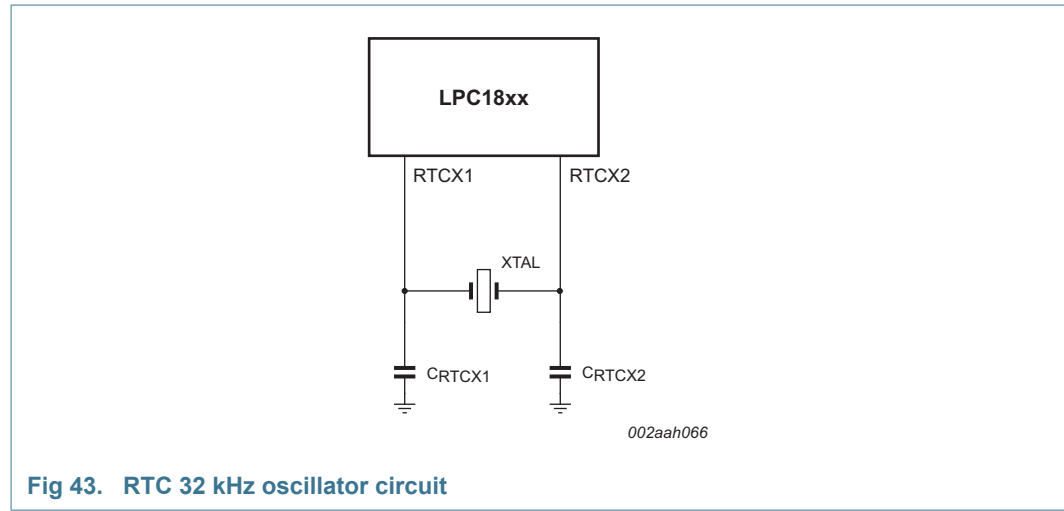 LPC18xx
RTCX1
RTCX2
XTAL
CRTCX1
CRTCX2
002aah066
Fig 43. RTC 32 kHz oscillator circuit